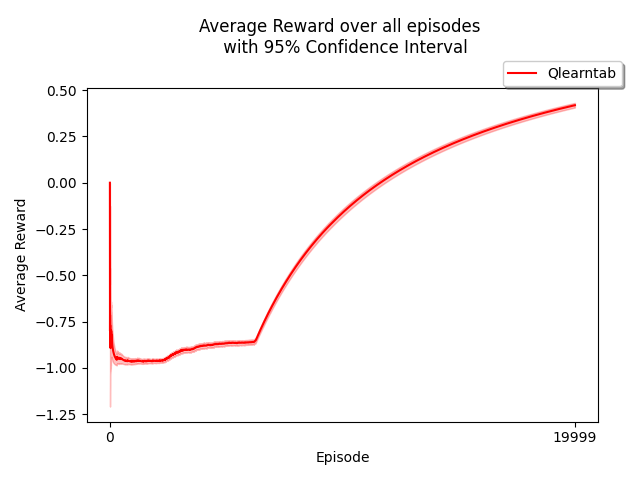 Average Reward over all episodes
with 95% Confidence Interval
Qlearntab
0.50
0.25
0.00
−0.25
−0.50
−0.75
−1.00
−1.25
Average Reward
0 19999
Episode